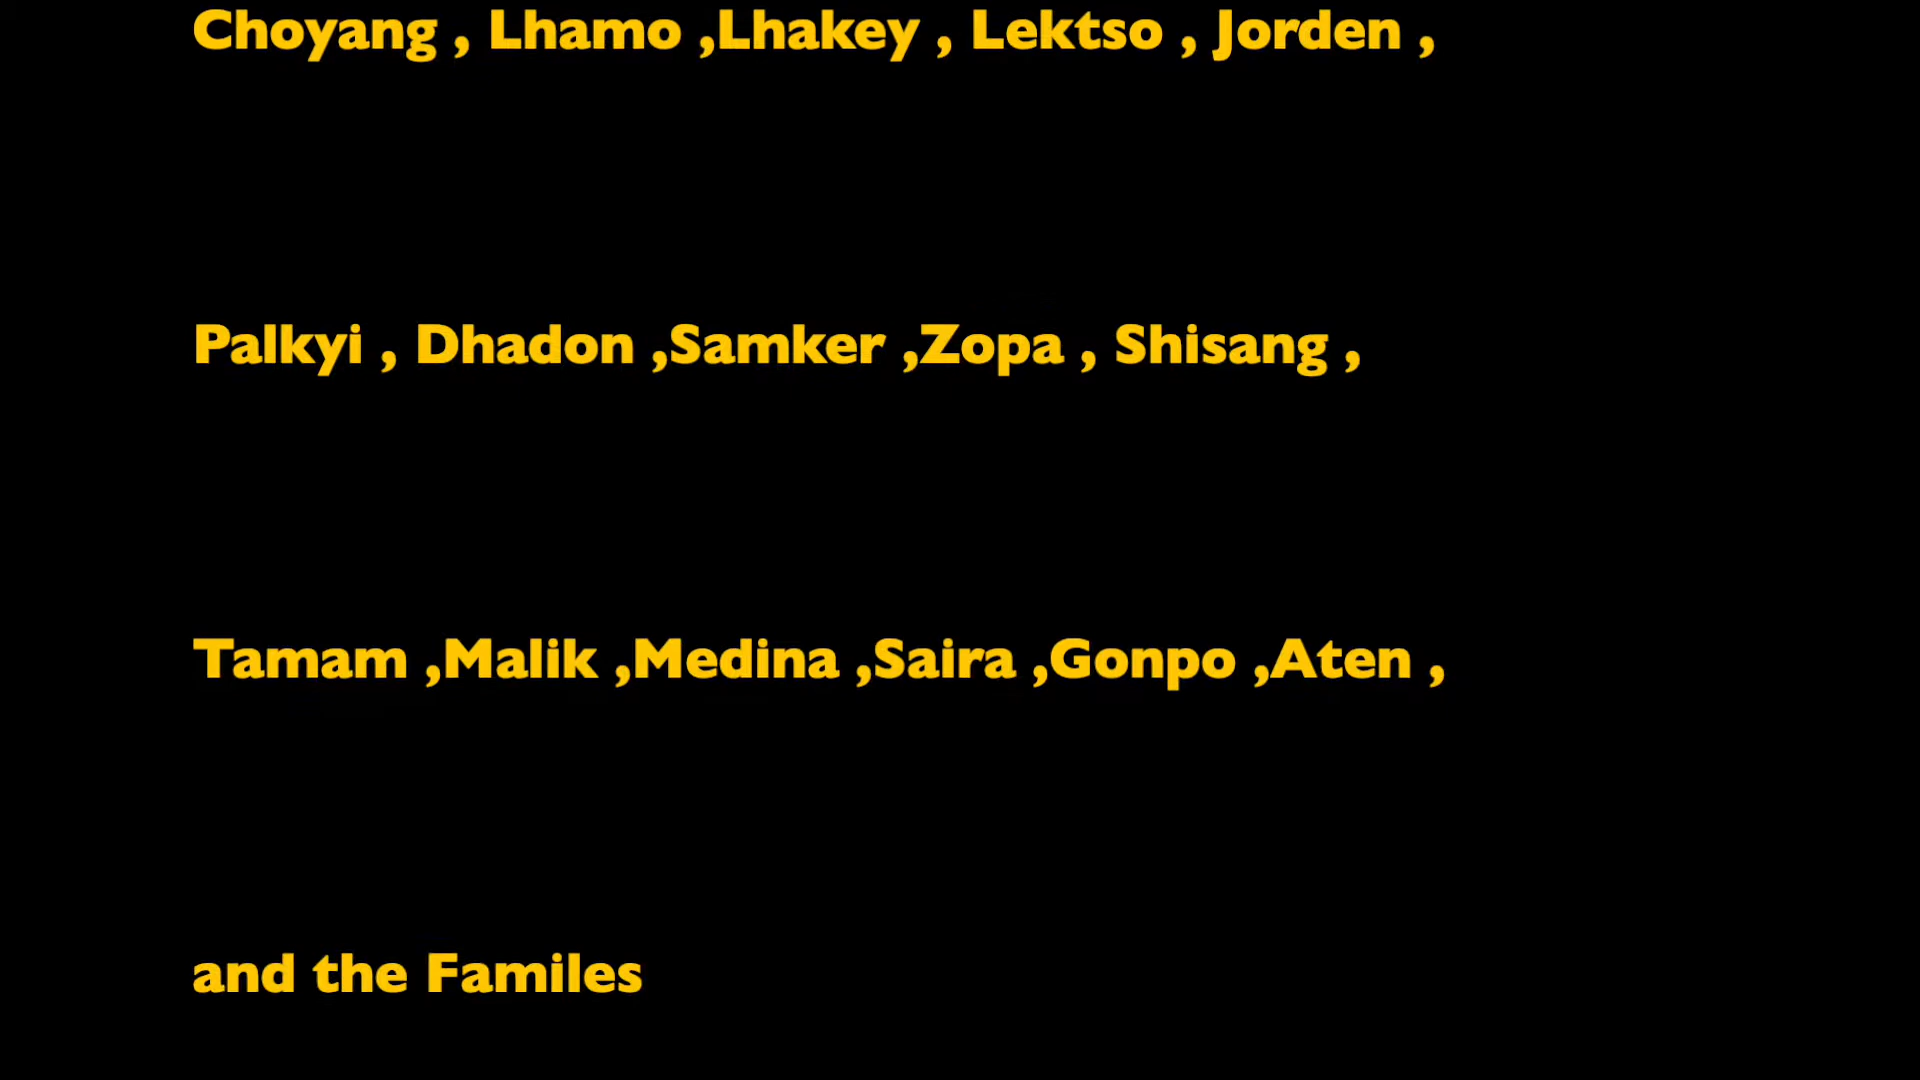 Choyang , Lhamo ,Lhakey , Lektso , Jorden ,
Palkyi , Dhadon ,Samker ,Zopa , Shisang ,
Tamam ,Malik ,Medina ,Saira ,Gonpo ,Aten ,
and the Familes